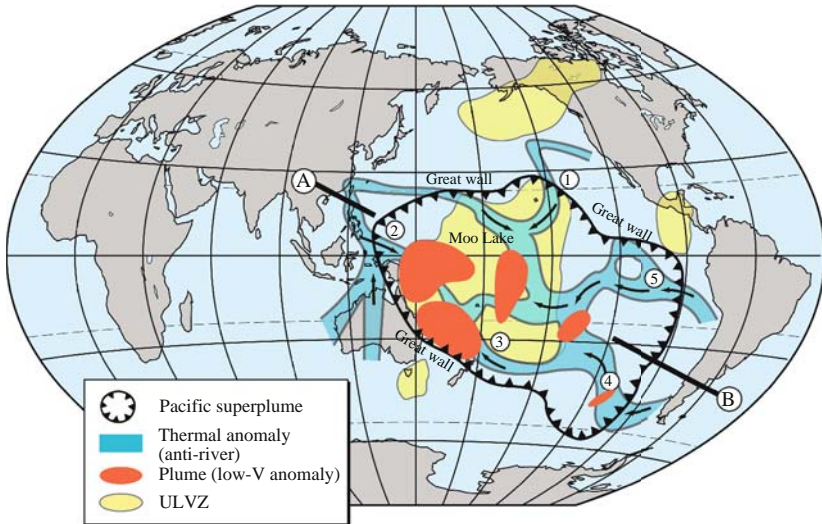 A
Great wall
1
Great wall
2
Moo Lake
5
3
Great wall
4
B
Pacific superplume
Thermal anomaly
(anti-river)
Plume (low-V anomaly)
ULVZ